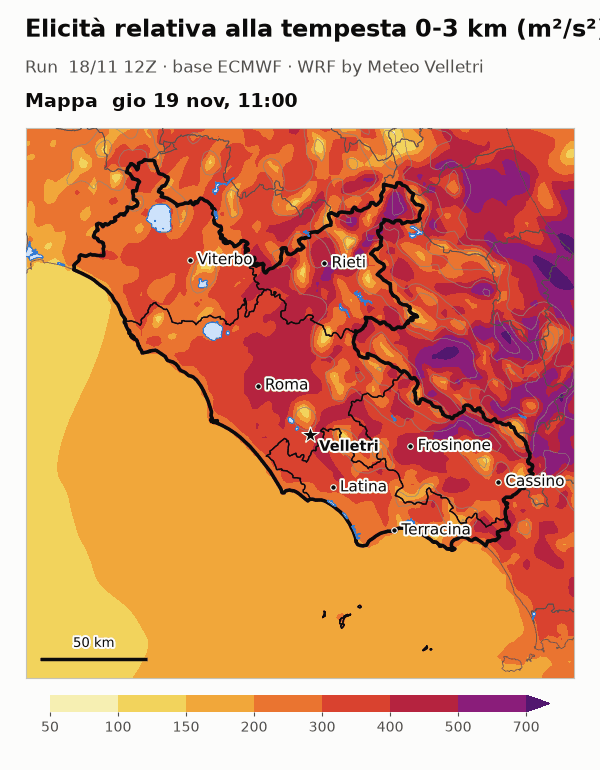 Elicità relativa alla tempesta 0-3 km (m²/s²)
Run 18/11 12Z · base ECMWF · WRF by Meteo Velletri
Mappa gio 19 nov, 11:00
Viterbo
Rieti
Roma
Velletri
Frosinone
Latina
Cassino
Terracina
50 km
50 100 150 200 300 400 500 700